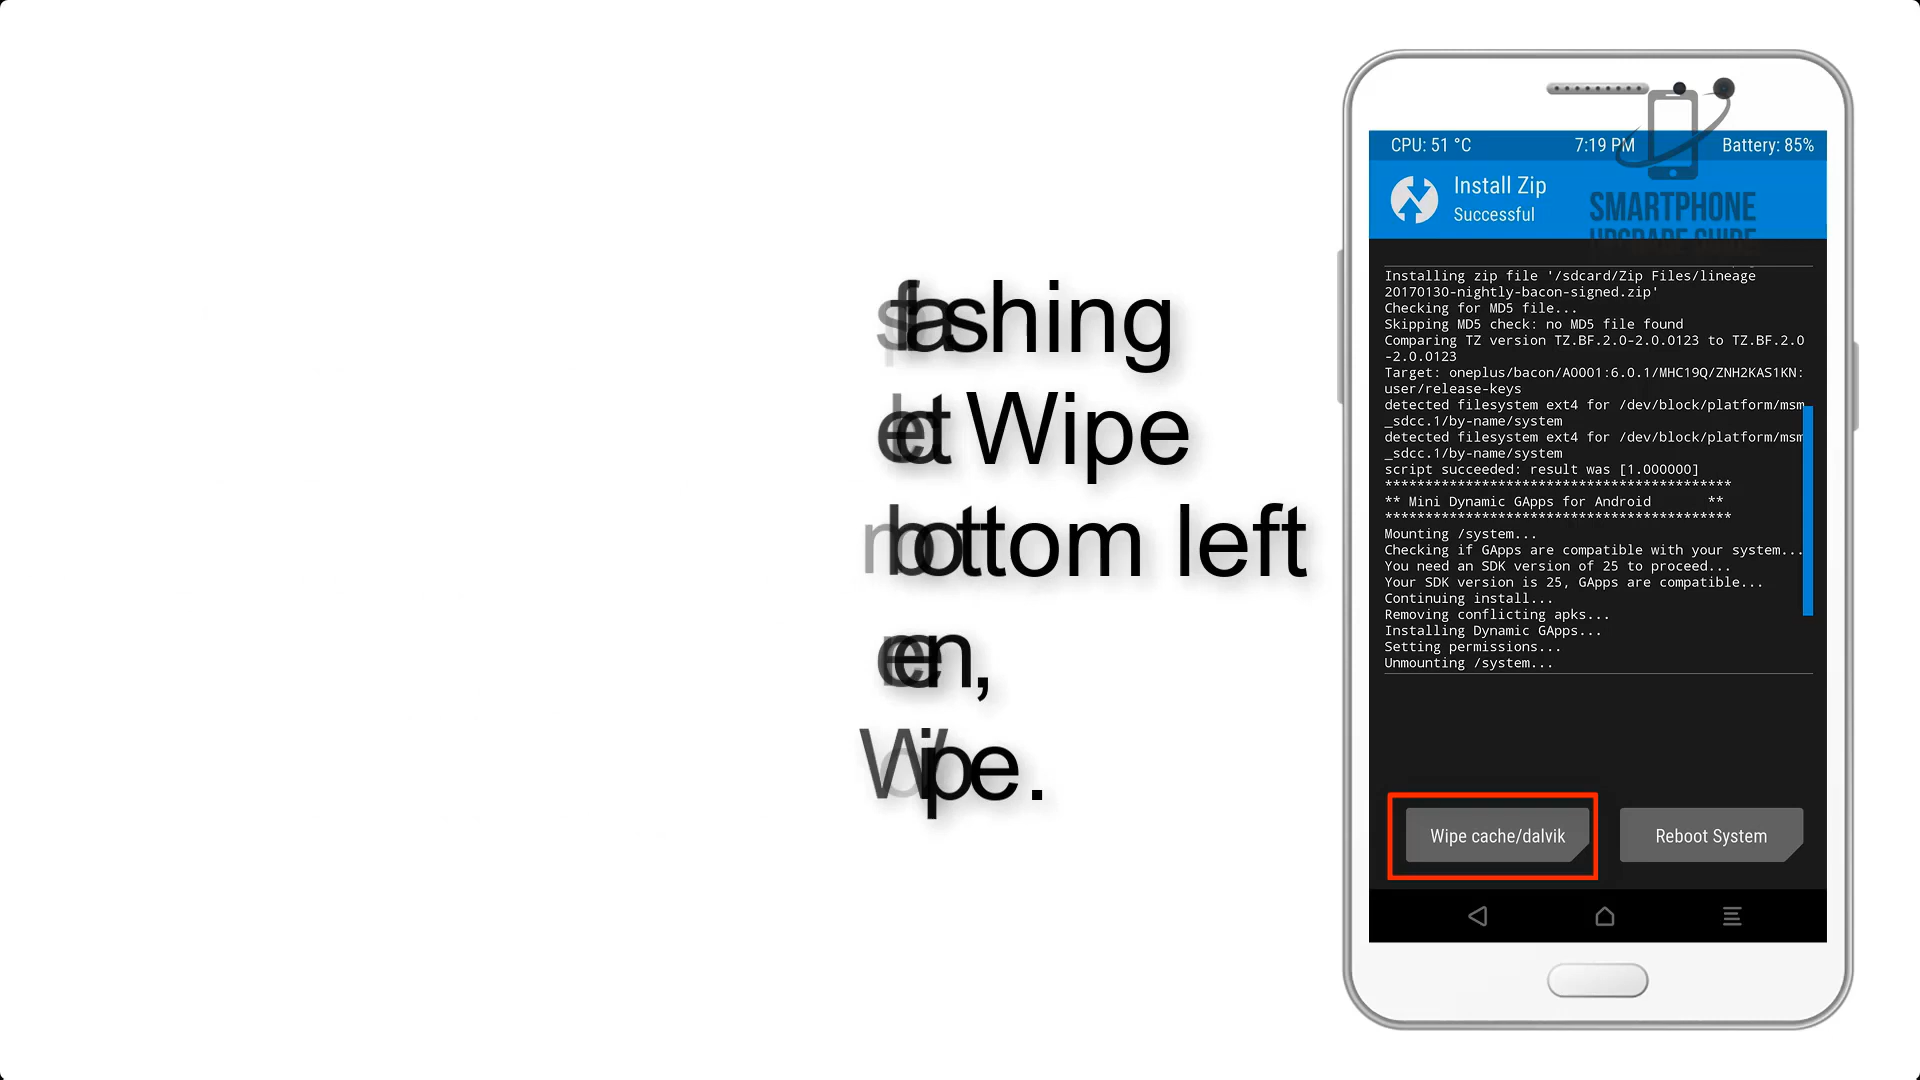 flashing
Wipe
bottom left
Wipe.
CPU: 51 °C
7:19 PM
Battery: 85%
Install Zip
Successful
SMARTPHONE
UPGRADE GUIDE
Installing zip file '/sdcard/Zip Files/lineage
20170130-nightly-bacon-signed.zip'
Checking for MD5 file...
Skipping MD5 check: no MD5 file found
Comparing TZ version TZ.BF.2.0-2.0.0123 to TZ.BF.2.0
-2.0.0123
Target: oneplus/bacon/A0001:6.0.1/MHC19Q/ZNH2KAS1KN:
user/release-keys
detected filesystem ext4 for /dev/block/platform/msm
_sdcc.1/by-name/system
detected filesystem ext4 for /dev/block/platform/msm
_sdcc.1/by-name/system
script succeeded: result was [1.000000]
*******************************************
** Mini Dynamic GApps for Android       **
*******************************************
Mounting /system...
Checking if GApps are compatible with your system...
You need an SDK version of 25 to proceed...
Your SDK version is 25, GApps are compatible...
Continuing install...
Removing conflicting apks...
Installing Dynamic GApps...
Setting permissions...
Unmounting /system...
Wipe cache/dalvik
Reboot System